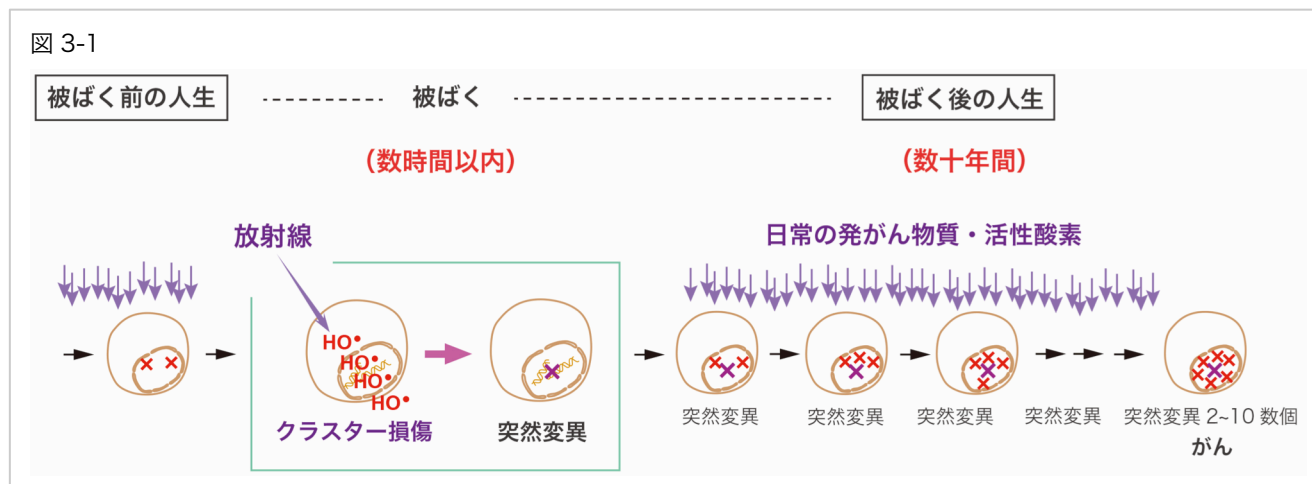 図 3-1
被ばく前の人生
被ばく
被ばく後の人生
(数時間以内)
(数十年間)
放射線
日常の発がん物質・活性酸素
HO•
HO•
HO•
HO•
クラスター損傷
突然変異
突然変異
突然変異
突然変異
突然変異
突然変異 2~10 数個
がん